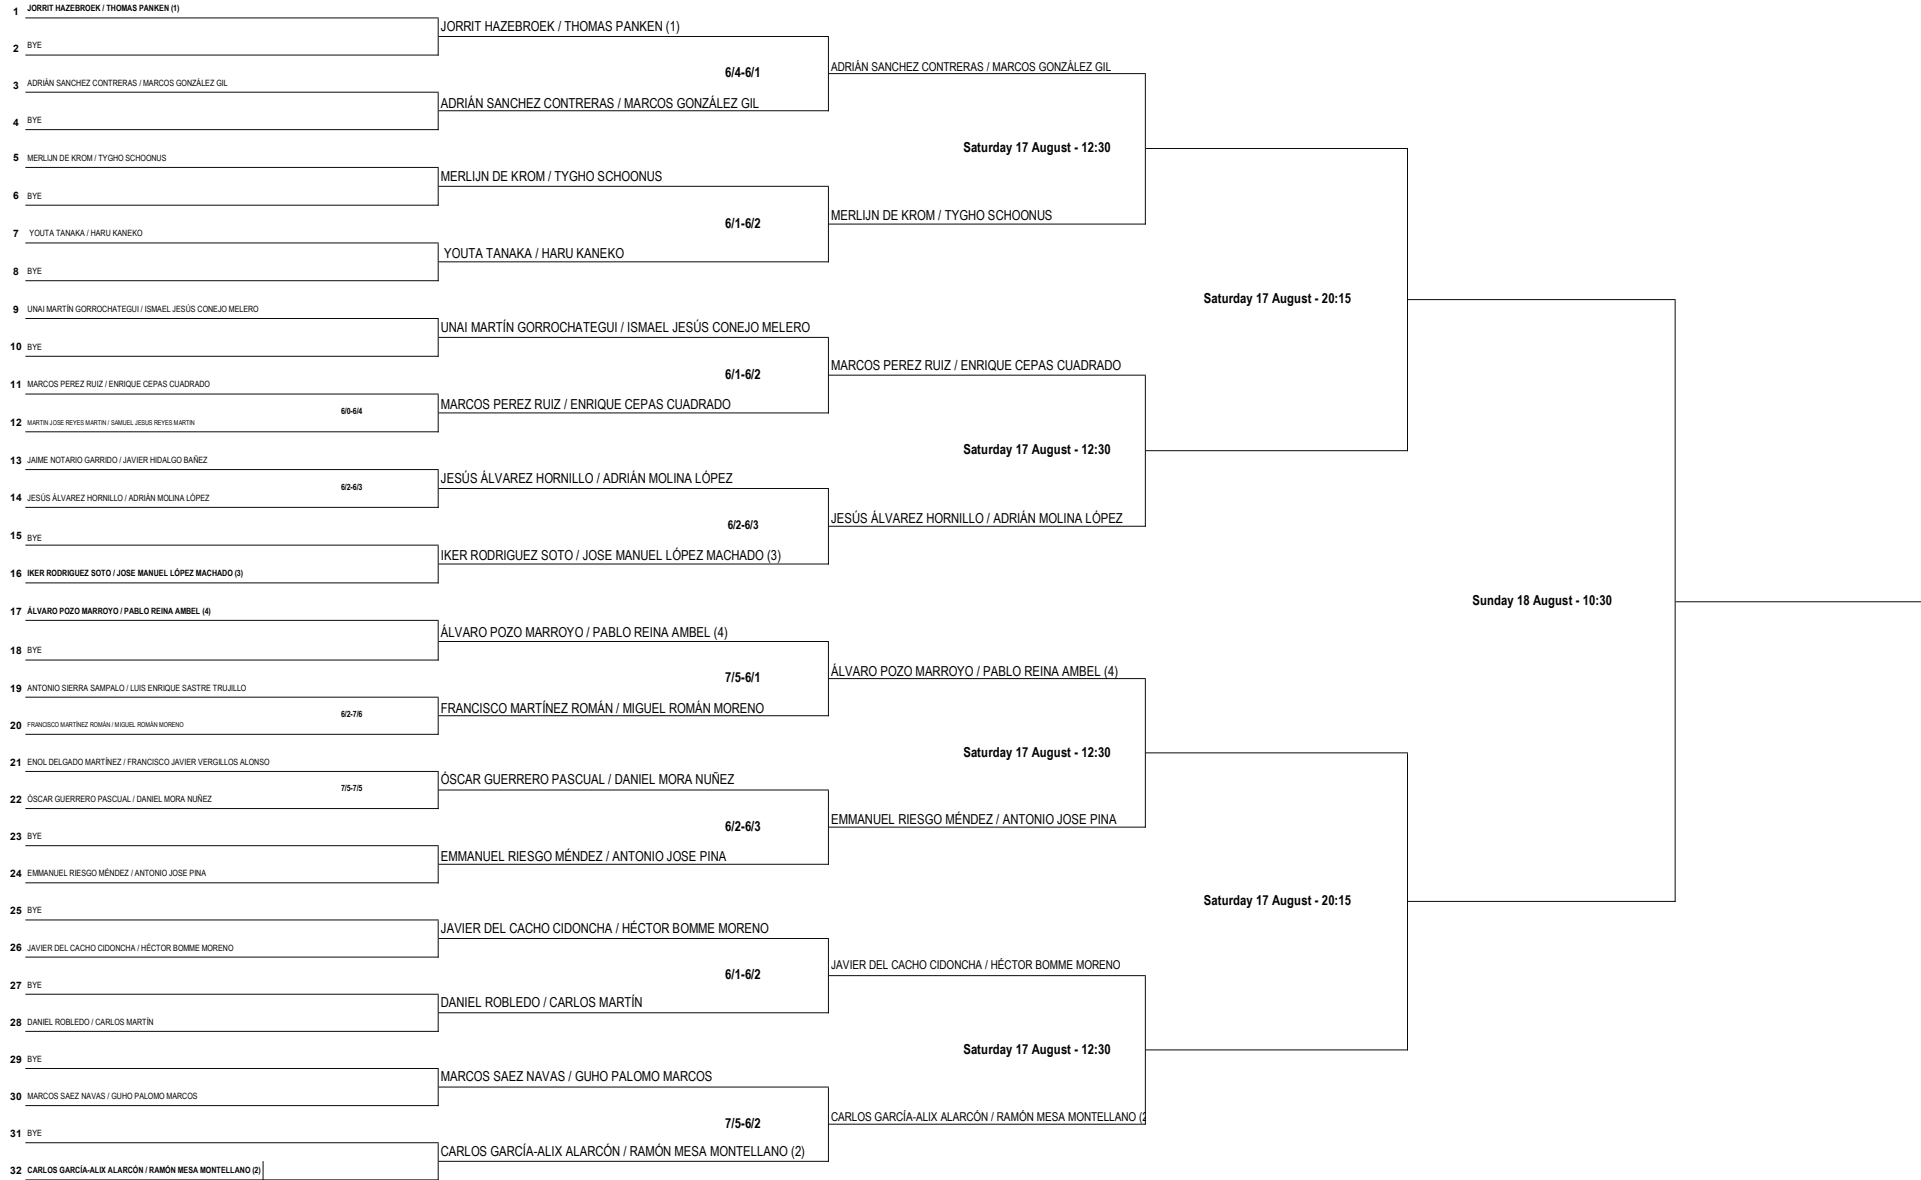 1 JORRIT HAZEBROEK / THOMAS PANKEN (1)
2 BYE
3 ADRIÁN SANCHEZ CONTRERAS / MARCOS GONZÁLEZ GIL
4 BYE
5 MERLIJN DE KROM / TYGHO SCHOONUS
6 BYE
7 YOUTA TANAKA / HARU KANEKO
8 BYE
9 UNAI MARTÍN GORROCHATEGUI / ISMAEL JESÚS CONEJO MELERO
10 BYE
11 MARCOS PEREZ RUIZ / ENRIQUE CEPAS CUADRADO
6/0-6/4
12 MARTIN JOSE REYES MARTIN / SAMUEL JESUS REYES MARTIN
13 JAIME NOTARIO GARRIDO / JAVIER HIDALGO BAÑEZ
6/2-6/3
14 JESÚS ÁLVAREZ HORNILLO / ADRIÁN MOLINA LÓPEZ
15 BYE
16 IKER RODRIGUEZ SOTO / JOSE MANUEL LÓPEZ MACHADO (3)
17 ÁLVARO POZO MARROYO / PABLO REINA AMBEL (4)
18 BYE
19 ANTONIO SIERRA SAMPALO / LUIS ENRIQUE SASTRE TRUJILLO
6/2-7/6
20 FRANCISCO MARTÍNEZ ROMÁN / MIGUEL ROMÁN MORENO
21 ENOL DELGADO MARTÍNEZ / FRANCISCO JAVIER VERGILLOS ALONSO
7/5-7/5
22 ÓSCAR GUERRERO PASCUAL / DANIEL MORA NUÑEZ
23 BYE
24 EMMANUEL RIESGO MÉNDEZ / ANTONIO JOSE PINA
25 BYE
26 JAVIER DEL CACHO CIDONCHA / HÉCTOR BOMME MORENO
27 BYE
28 DANIEL ROBLEDO / CARLOS MARTÍN
29 BYE
30 MARCOS SAEZ NAVAS / GUHO PALOMO MARCOS
31 BYE
32 CARLOS GARCÍA-ALIX ALARCÓN / RAMÓN MESA MONTELLANO (2)
JORRIT HAZEBROEK / THOMAS PANKEN (1)
6/4-6/1
ADRIÁN SANCHEZ CONTRERAS / MARCOS GONZÁLEZ GIL
MERLIJN DE KROM / TYGHO SCHOONUS
6/1-6/2
YOUTA TANAKA / HARU KANEKO
UNAI MARTÍN GORROCHATEGUI / ISMAEL JESÚS CONEJO MELERO
6/1-6/2
MARCOS PEREZ RUIZ / ENRIQUE CEPAS CUADRADO
JESÚS ÁLVAREZ HORNILLO / ADRIÁN MOLINA LÓPEZ
6/2-6/3
IKER RODRIGUEZ SOTO / JOSE MANUEL LÓPEZ MACHADO (3)
ÁLVARO POZO MARROYO / PABLO REINA AMBEL (4)
7/5-6/1
FRANCISCO MARTÍNEZ ROMÁN / MIGUEL ROMÁN MORENO
ÓSCAR GUERRERO PASCUAL / DANIEL MORA NUÑEZ
6/2-6/3
EMMANUEL RIESGO MÉNDEZ / ANTONIO JOSE PINA
JAVIER DEL CACHO CIDONCHA / HÉCTOR BOMME MORENO
6/1-6/2
DANIEL ROBLEDO / CARLOS MARTÍN
MARCOS SAEZ NAVAS / GUHO PALOMO MARCOS
7/5-6/2
CARLOS GARCÍA-ALIX ALARCÓN / RAMÓN MESA MONTELLANO (2)
ADRIÁN SANCHEZ CONTRERAS / MARCOS GONZÁLEZ GIL
Saturday 17 August - 12:30
MERLIJN DE KROM / TYGHO SCHOONUS
MARCOS PEREZ RUIZ / ENRIQUE CEPAS CUADRADO
Saturday 17 August - 12:30
JESÚS ÁLVAREZ HORNILLO / ADRIÁN MOLINA LÓPEZ
ÁLVARO POZO MARROYO / PABLO REINA AMBEL (4)
Saturday 17 August - 12:30
EMMANUEL RIESGO MÉNDEZ / ANTONIO JOSE PINA
JAVIER DEL CACHO CIDONCHA / HÉCTOR BOMME MORENO
Saturday 17 August - 12:30
CARLOS GARCÍA-ALIX ALARCÓN / RAMÓN MESA MONTELLANO (2
Saturday 17 August - 20:15
Saturday 17 August - 20:15
Sunday 18 August - 10:30